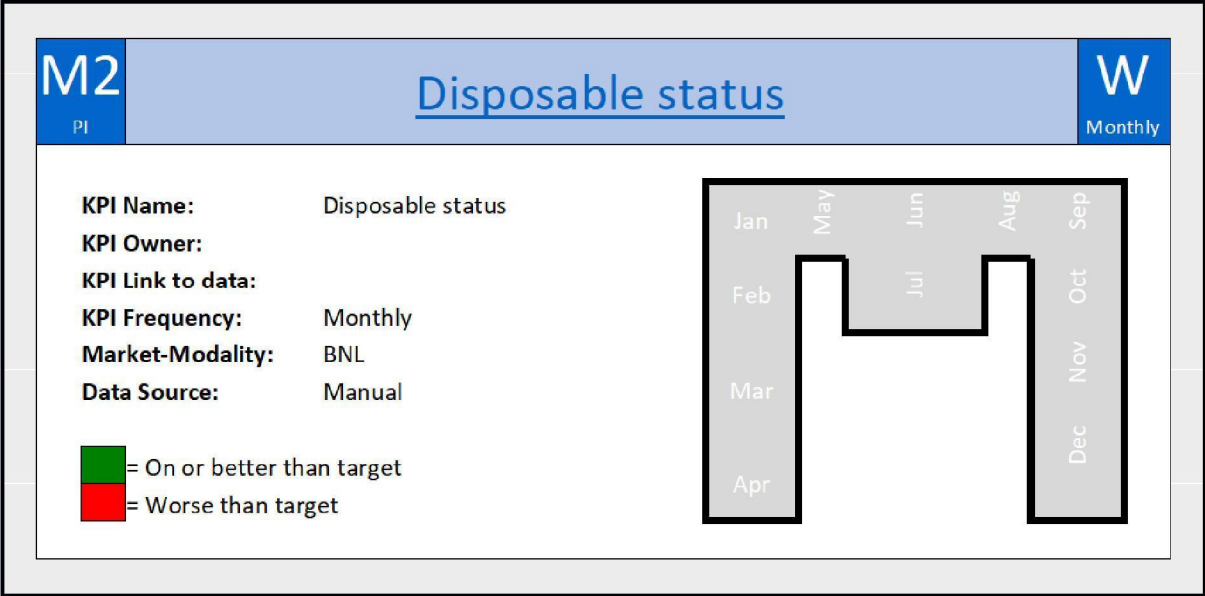 M2
PI
Disposable status
W
Monthly
KPI Name: Disposable status
KPI Owner:
KPI Link to data:
KPI Frequency: Monthly
Market-Modality: BNL
Data Source: Manual
= On or better than target
= Worse than target
Jan
Feb
Mar
Apr
May
Jun
Jul
Aug
Sep
Oct
Nov
Dec